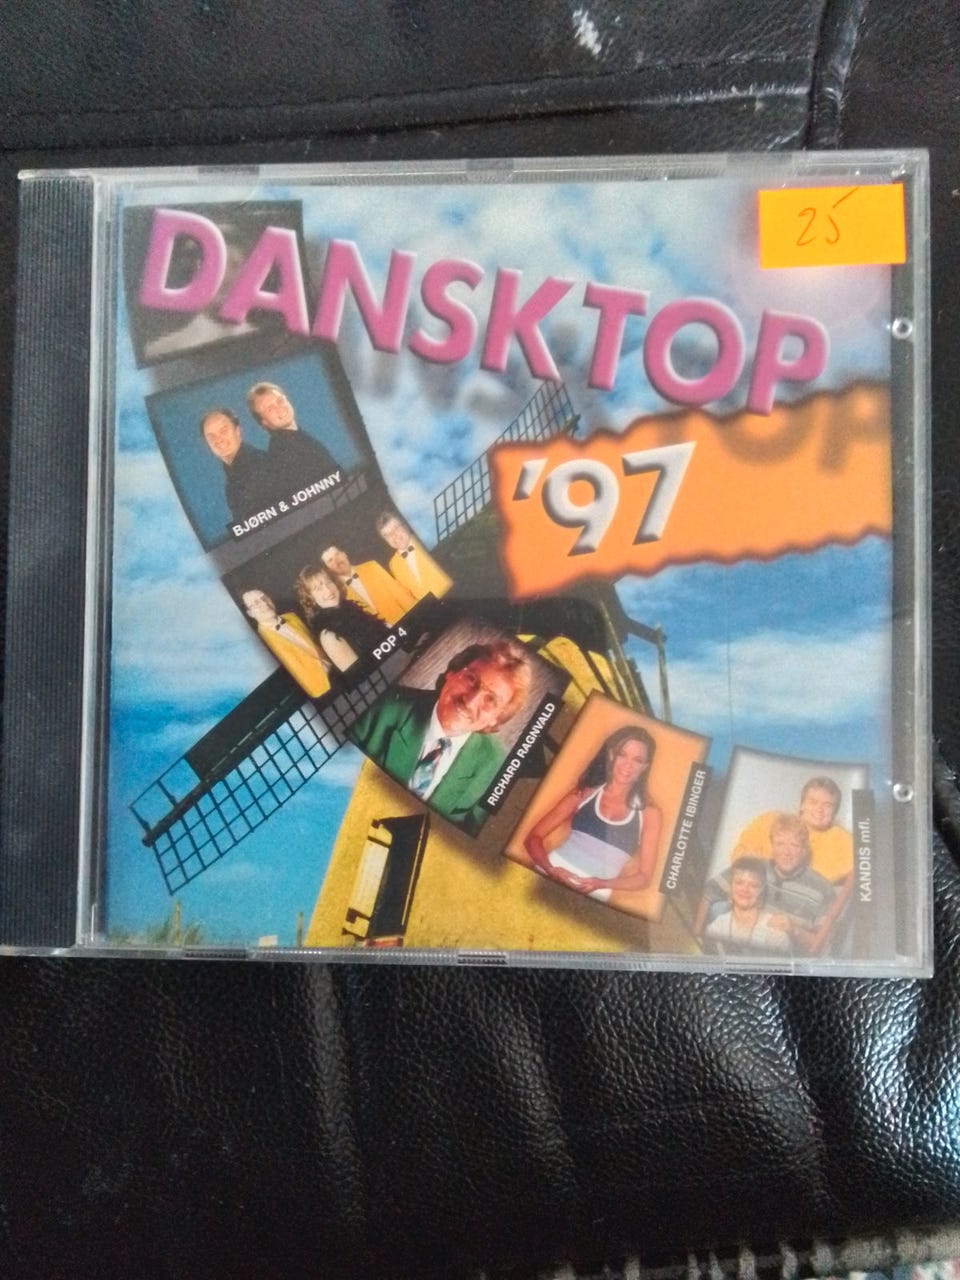 25
DANSKTOP
'97
BJØRN & JOHNNY
POP 4
RICHARD RAGNVALD
CHARLOTTE IBINGER
KANDIS mfl.